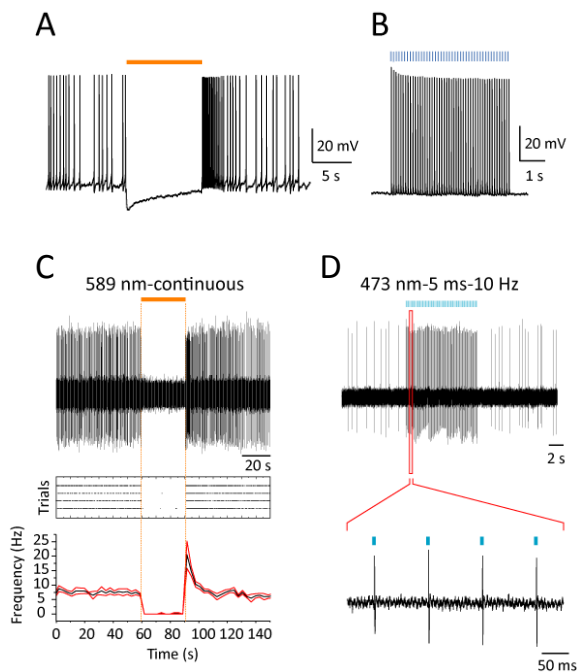 A
B
20 mV
5 s
20 mV
1 s
C
589 nm-continuous
D
473 nm-5 ms-10 Hz
20 s
2 s
Trials
Frequency (Hz)
25
20
15
10
5
0
0 20 40 60 80 100 120 140
Time (s)
50 ms